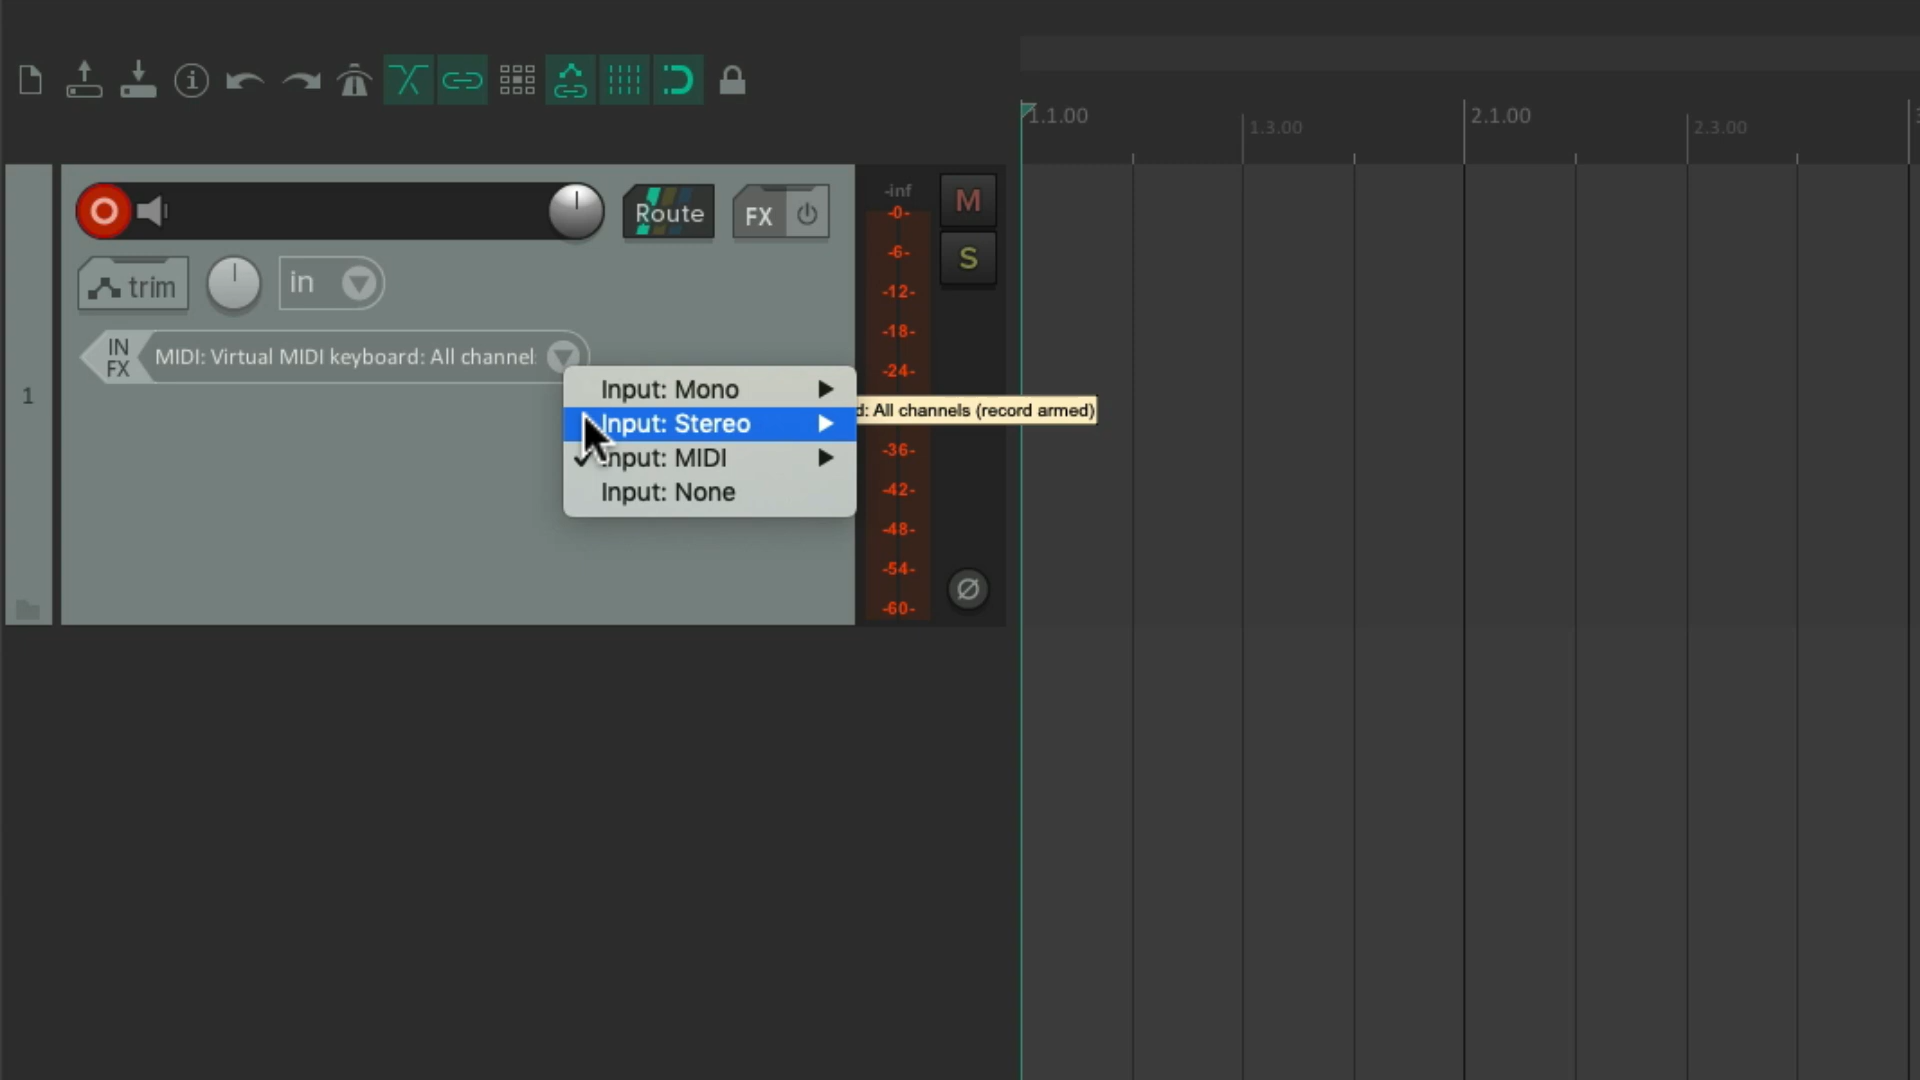 1.1.00
1.3.00
2.1.00
2.3.00
Route
FX
-inf
M
-0-
S
-6-
trim
in
-12-
-18-
IN
FX
MIDI: Virtual MIDI keyboard: All channel
-24-
1
Input: Mono
d: All channels (record armed)
Input: Stereo
-36-
Input: MIDI
Input: None
-42-
-48-
-54-
-60-